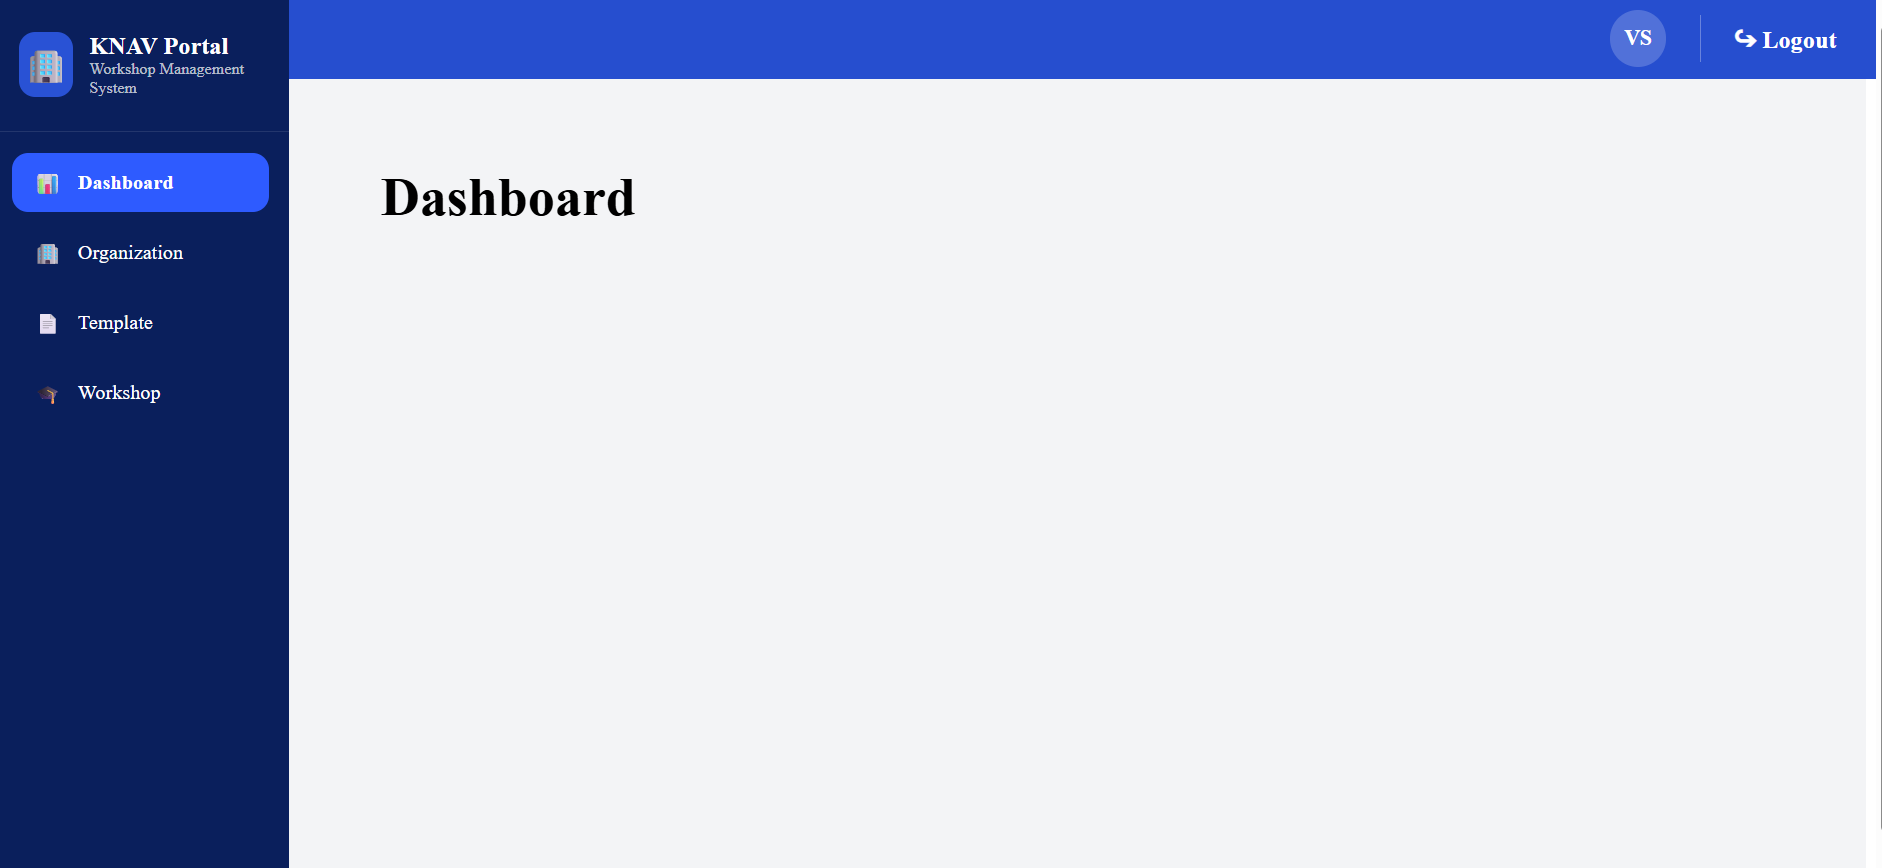 KNAV Portal
Workshop Management
System
VS
Logout
Dashboard
Organization
Template
Workshop
Dashboard